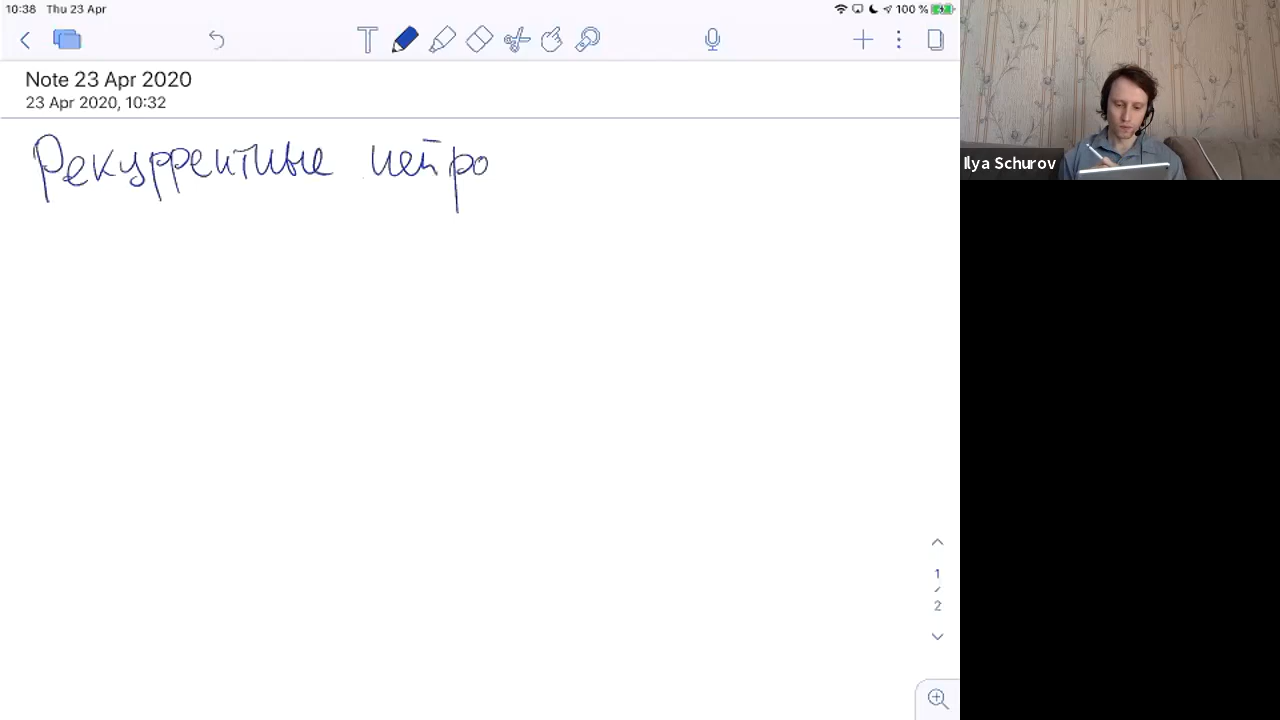 10:38 Thu 23 Apr
100 %
T
Note 23 Apr 2020
23 Apr 2020, 10:32
Рекуррентные нейро
Ilya Schurov
1
2